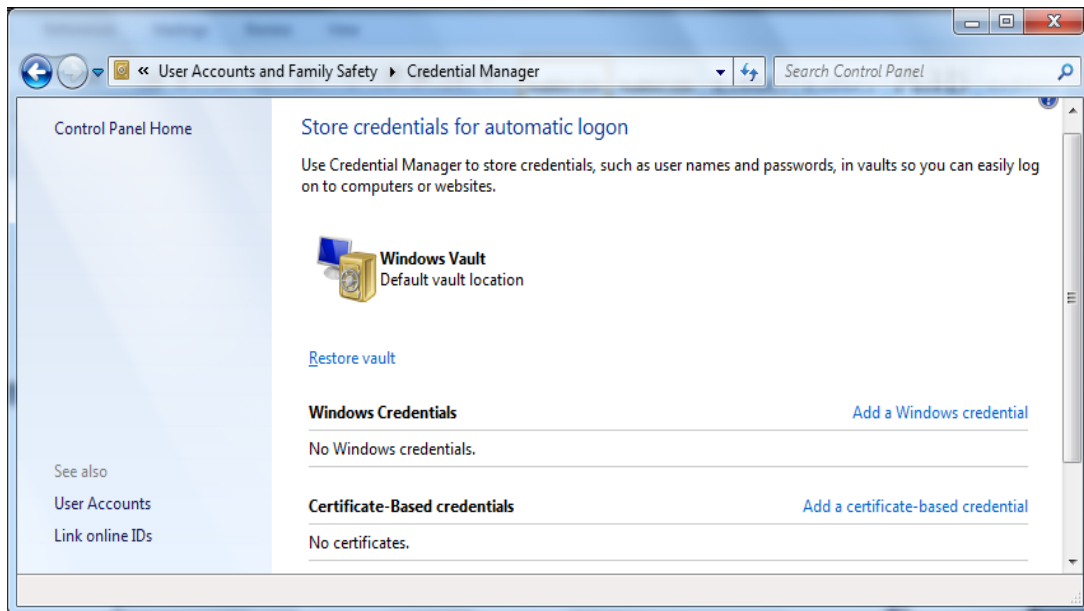 « User Accounts and Family Safety ▸ Credential Manager
Search Control Panel
Control Panel Home
Store credentials for automatic logon
Use Credential Manager to store credentials, such as user names and passwords, in vaults so you can easily log
on to computers or websites.
Windows Vault
Default vault location
Restore vault
Windows Credentials
Add a Windows credential
No Windows credentials.
See also
User Accounts
Link online IDs
Certificate-Based credentials
Add a certificate-based credential
No certificates.